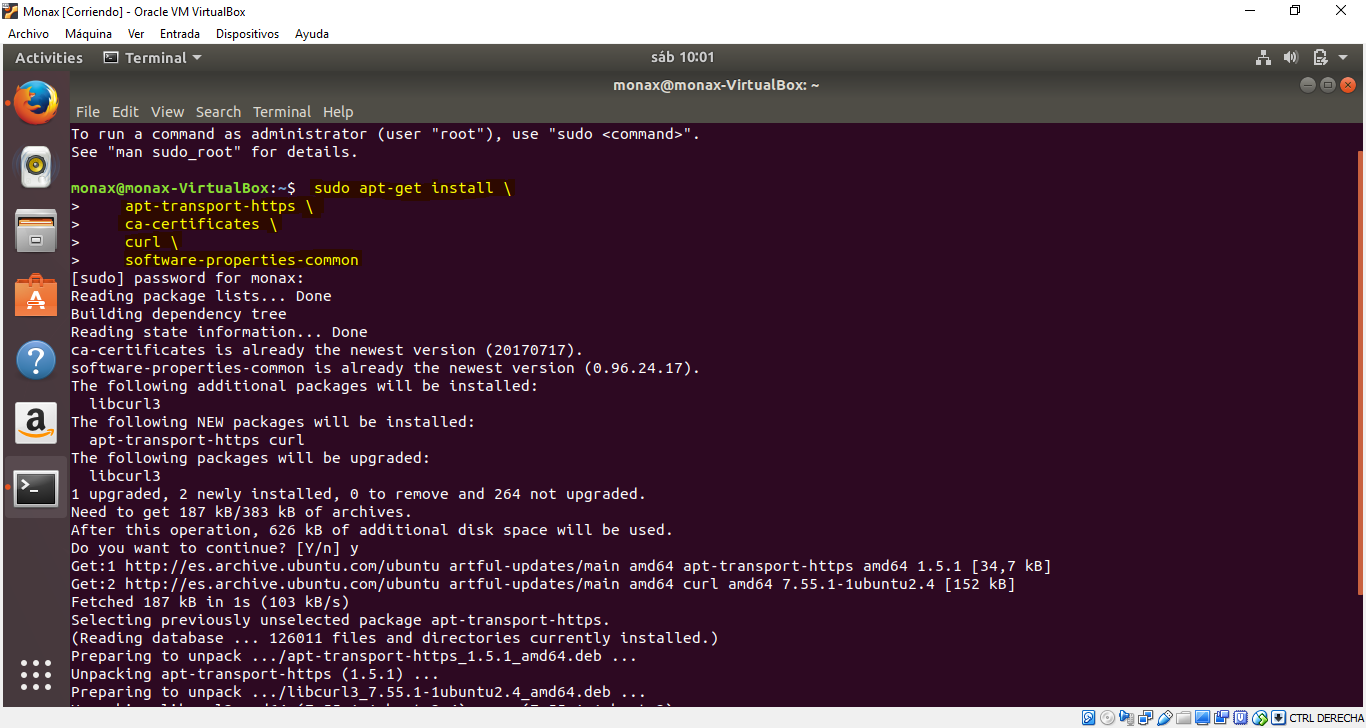 Monax [Corriendo] - Oracle VM VirtualBox
Archivo Máquina Ver Entrada Dispositivos Ayuda
Activities Terminal sáb 10:01
monax@monax-VirtualBox: ~
File Edit View Search Terminal Help
To run a command as administrator (user "root"), use "sudo <command>".
See "man sudo_root" for details.
monax@monax-VirtualBox:~$ sudo apt-get install \
> apt-transport-https \
> ca-certificates \
> curl \
> software-properties-common
[sudo] password for monax:
Reading package lists... Done
Building dependency tree
Reading state information... Done
ca-certificates is already the newest version (20170717).
software-properties-common is already the newest version (0.96.24.17).
The following additional packages will be installed:
libcurl3
The following NEW packages will be installed:
apt-transport-https curl
The following packages will be upgraded:
libcurl3
1 upgraded, 2 newly installed, 0 to remove and 264 not upgraded.
Need to get 187 kB/383 kB of archives.
After this operation, 626 kB of additional disk space will be used.
Do you want to continue? [Y/n] y
Get:1 http://es.archive.ubuntu.com/ubuntu artful-updates/main amd64 apt-transport-https amd64 1.5.1 [34,7 kB]
Get:2 http://es.archive.ubuntu.com/ubuntu artful-updates/main amd64 curl amd64 7.55.1-1ubuntu2.4 [152 kB]
Fetched 187 kB in 1s (103 kB/s)
Selecting previously unselected package apt-transport-https.
(Reading database ... 126011 files and directories currently installed.)
Preparing to unpack .../apt-transport-https_1.5.1_amd64.deb ...
Unpacking apt-transport-https (1.5.1) ...
Preparing to unpack .../libcurl3_7.55.1-1ubuntu2.4_amd64.deb ...
CTRL DERECHA